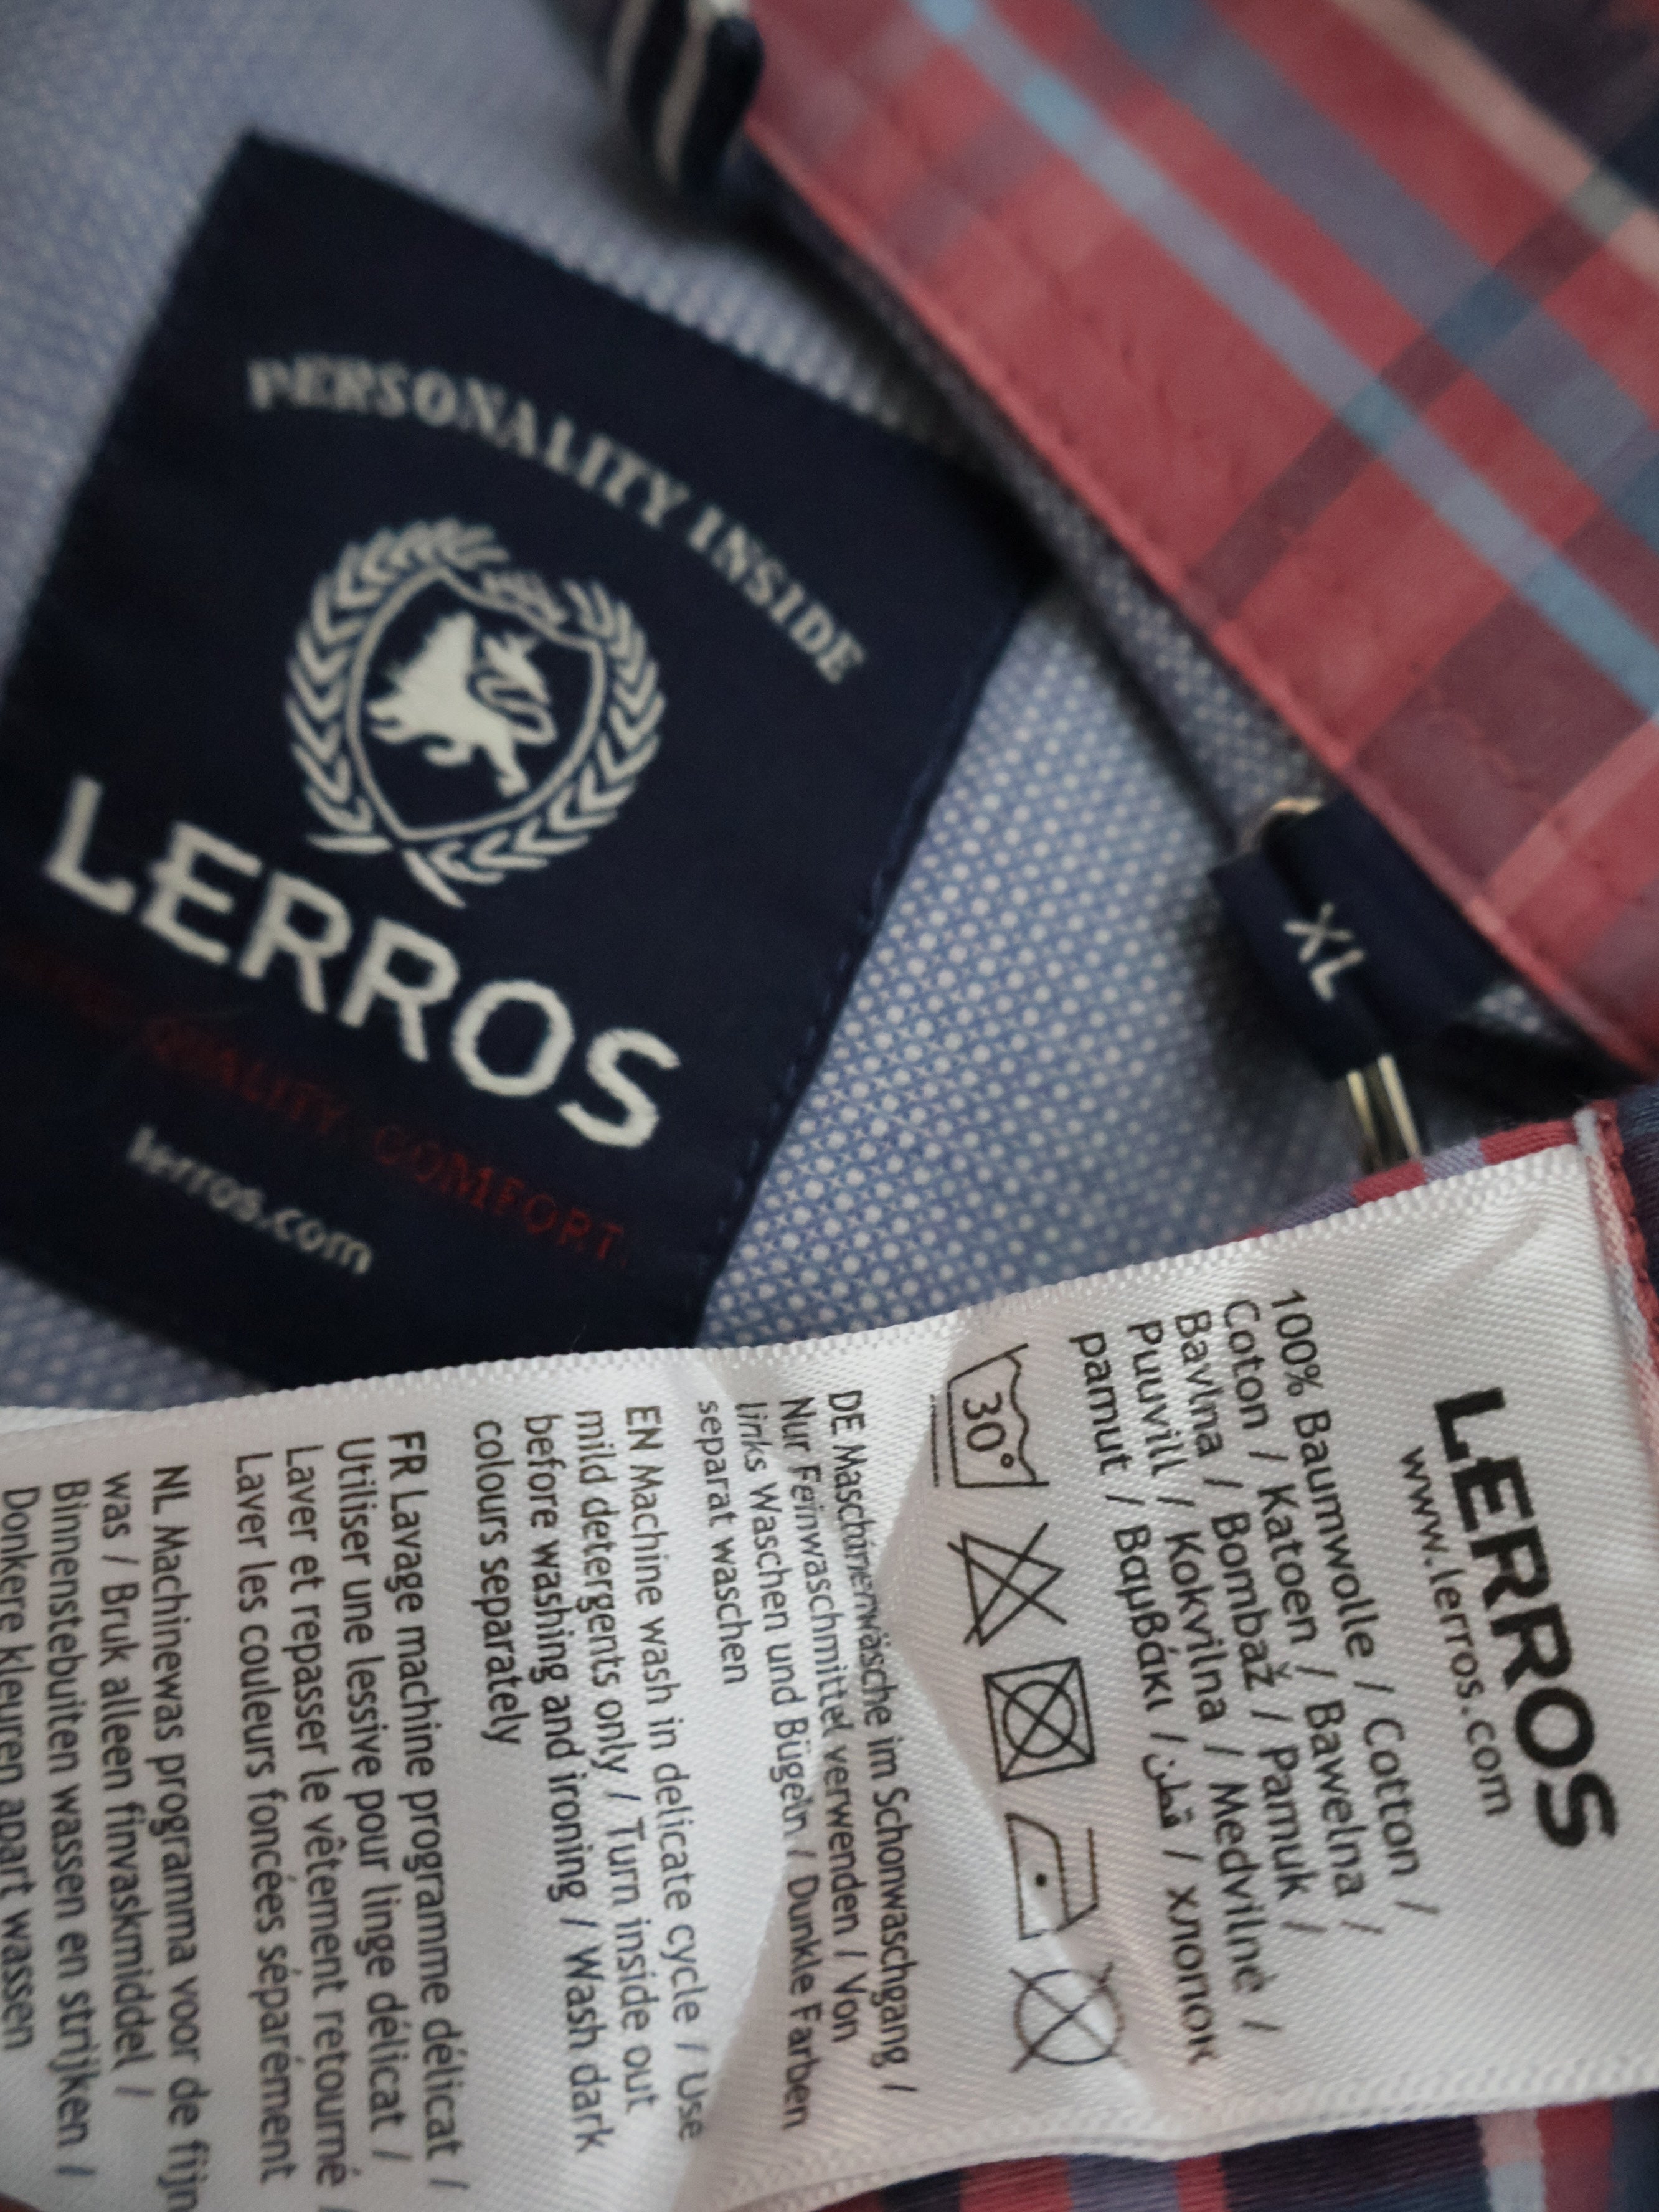 PERSONALITY INSIDE
LERROS
QUALITY. COMFORT.
lerros.com
XL
LERROS
www.lerros.com
100% Baumwolle / Cotton /
Coton / Katoen / Bawełna /
Bavlna / Bombaž / Pamuk /
Puuvill / Kokvilna / Medvilnė /
pamut / Βαμβάκι / قطن / хлопок
30°
DE Maschinenwäsche im Schonwaschgang /
Nur Feinwaschmittel verwenden / Von
links Waschen und Bügeln / Dunkle Farben
separat waschen
EN Machine wash in delicate cycle / Use
mild detergents only / Turn inside out
before washing and ironing / Wash dark
colours separately
FR Lavage machine programme délicat /
Utiliser une lessive pour linge délicat /
Laver et repasser le vêtement retourné /
Laver les couleurs foncées séparément
NL Machinewas programma voor de fijn
was / Bruk alleen finvaskmiddel /
Binnenstebuiten wassen en strijken /
Donkere kleuren apart wassen